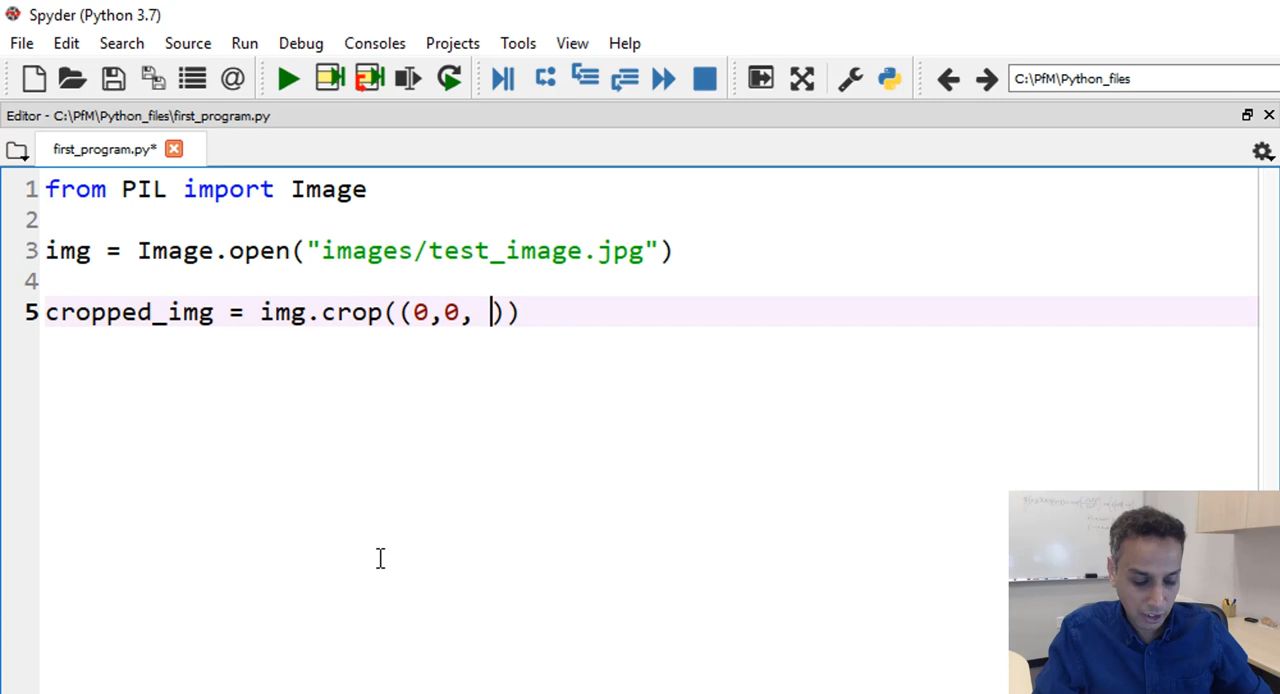 Spyder (Python 3.7)
File Edit Search Source Run Debug Consoles Projects Tools View Help
C:\PfM\Python_files
Editor - C:\PfM\Python_files\first_program.py
first_program.py*
1 from PIL import Image
2
3 img = Image.open("images/test_image.jpg")
4
5 cropped_img = img.crop((0,0, ))